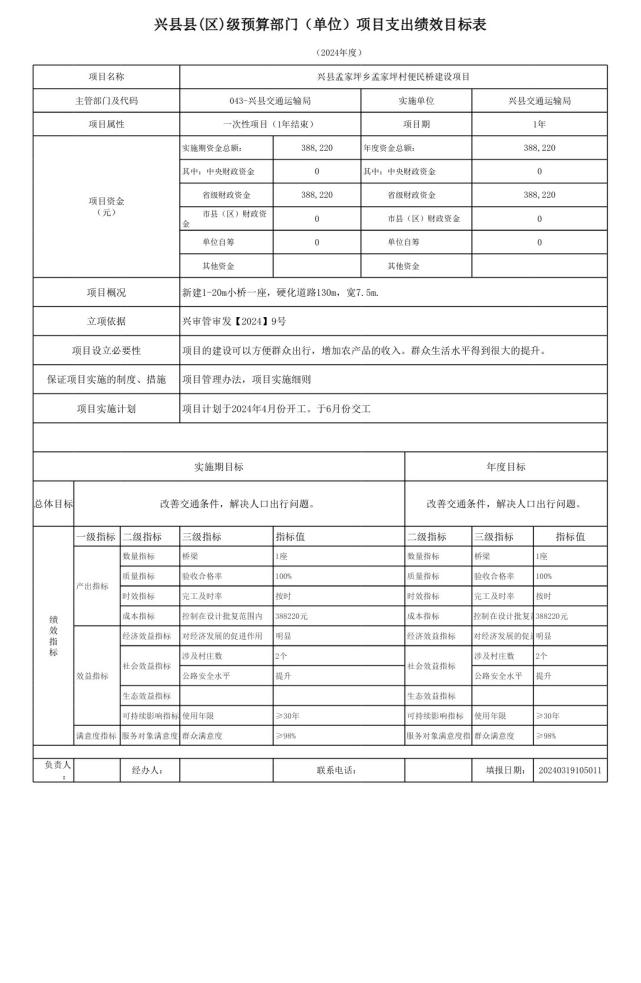 兴县县(区)级预算部门（单位）项目支出绩效目标表
（2024年度）
项目名称 兴县孟家坪乡孟家坪村便民桥建设项目
主管部门及代码 043-兴县交通运输局 实施单位 兴县交通运输局
项目属性 一次性项目（1年结束） 项目期 1年
项目资金（元） 实施期资金总额： 388,220 年度资金总额： 388,220
其中：中央财政资金 0 其中：中央财政资金 0
省级财政资金 388,220 省级财政资金 388,220
市县（区）财政资金 0 市县（区）财政资金 0
单位自筹 0 单位自筹 0
其他资金 其他资金
项目概况 新建1-20m小桥一座，硬化道路130m，宽7.5m.
立项依据 兴审管审发【2024】9号
项目设立必要性 项目的建设可以方便群众出行，增加农产品的收入。群众生活水平得到很大的提升。
保证项目实施的制度、措施 项目管理办法，项目实施细则
项目实施计划 项目计划于2024年4月份开工。于6月份交工
实施期目标 年度目标
总体目标 改善交通条件，解决人口出行问题。 改善交通条件，解决人口出行问题。
绩效指标 一级指标 二级指标 三级指标 指标值 二级指标 三级指标 指标值
产出指标 数量指标 桥梁 1座 数量指标 桥梁 1座
质量指标 验收合格率 100% 质量指标 验收合格率 100%
时效指标 完工及时率 按时 时效指标 完工及时率 按时
成本指标 控制在设计批复范围内 388220元 成本指标 控制在设计批 388220元
效益指标 经济效益指标 对经济发展的促进作用 明显 经济效益指标 对经济发展的促 明显
社会效益指标 涉及村庄数 2个 社会效益指标 涉及村庄数 2个
公路安全水平 提升 公路安全水平 提升
生态效益指标 生态效益指标
可持续影响指标 使用年限 ≥30年 可持续影响指标 使用年限 ≥30年
满意度指标 服务对象满意度 群众满意度 ≥98% 服务对象满意度指 群众满意度 ≥98%
负责人： 经办人： 联系电话： 填报日期： 20240319105011